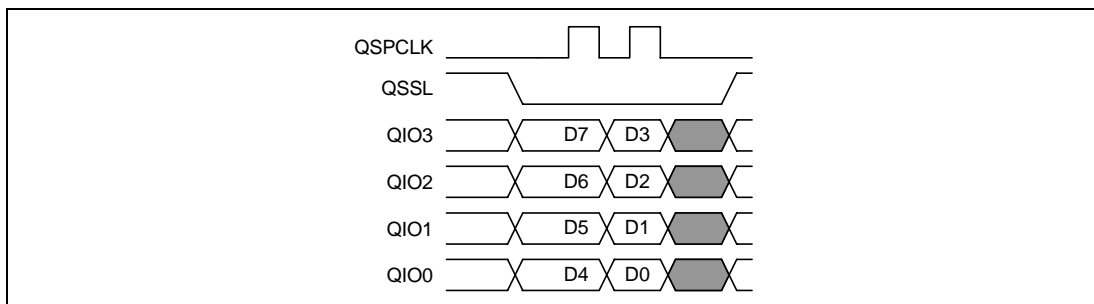 QSPCLK
QSSL
QIO3 D7 D3
QIO2 D6 D2
QIO1 D5 D1
QIO0 D4 D0